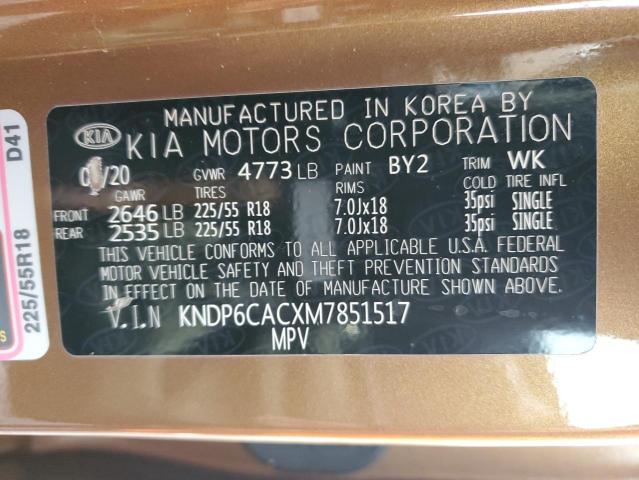 MANUFACTURED IN KOREA BY
KIA KIA MOTORS CORPORATION
/20 GVWR 4773 LB PAINT BY2 TRIM WK
GAWR TIRES RIMS COLD TIRE INFL
FRONT 2646 LB 225/55 R18 7.0Jx18 35psi SINGLE
REAR 2535 LB 225/55 R18 7.0Jx18 35psi SINGLE
THIS VEHICLE CONFORMS TO ALL APPLICABLE U.S.A. FEDERAL
MOTOR VEHICLE SAFETY AND THEFT PREVENTION STANDARDS
IN EFFECT ON THE DATE OF MANUFACTURE SHOWN ABOVE.
V.I.N KNDP6CACXM7851517
MPV
225/55R18 D41